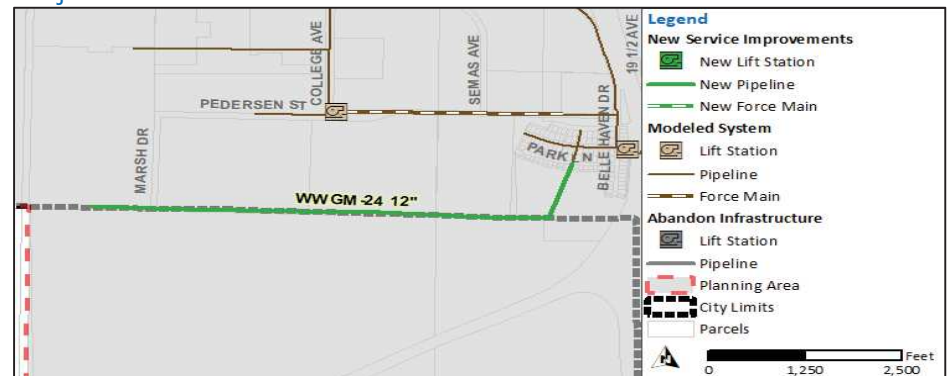 COLLEGE AVE
SEMAS AVE
19 1/2 AVE
PEDERSEN ST
BELLE HAVEN DR
MARSH DR
PARK LN
WWGM-24 12"
Legend
New Service Improvements
New Lift Station
New Pipeline
New Force Main
Modeled System
Lift Station
Pipeline
Force Main
Abandon Infrastructure
Lift Station
Pipeline
Planning Area
City Limits
Parcels
Feet
0 1,250 2,500